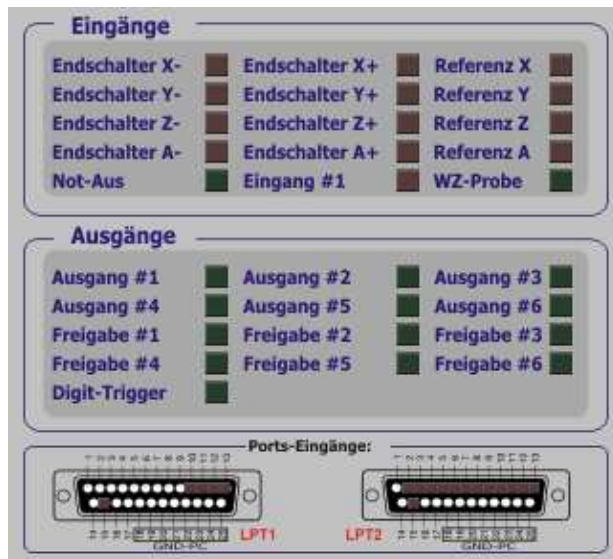 Eingänge
Endschalter X- Endschalter X+ Referenz X
Endschalter Y- Endschalter Y+ Referenz Y
Endschalter Z- Endschalter Z+ Referenz Z
Endschalter A- Endschalter A+ Referenz A
Not-Aus Eingang #1 WZ-Probe
Ausgänge
Ausgang #1 Ausgang #2 Ausgang #3
Ausgang #4 Ausgang #5 Ausgang #6
Freigabe #1 Freigabe #2 Freigabe #3
Freigabe #4 Freigabe #5 Freigabe #6
Digit-Trigger
Ports-Eingänge:
LPT1 LPT2
GND-PC GND-PC